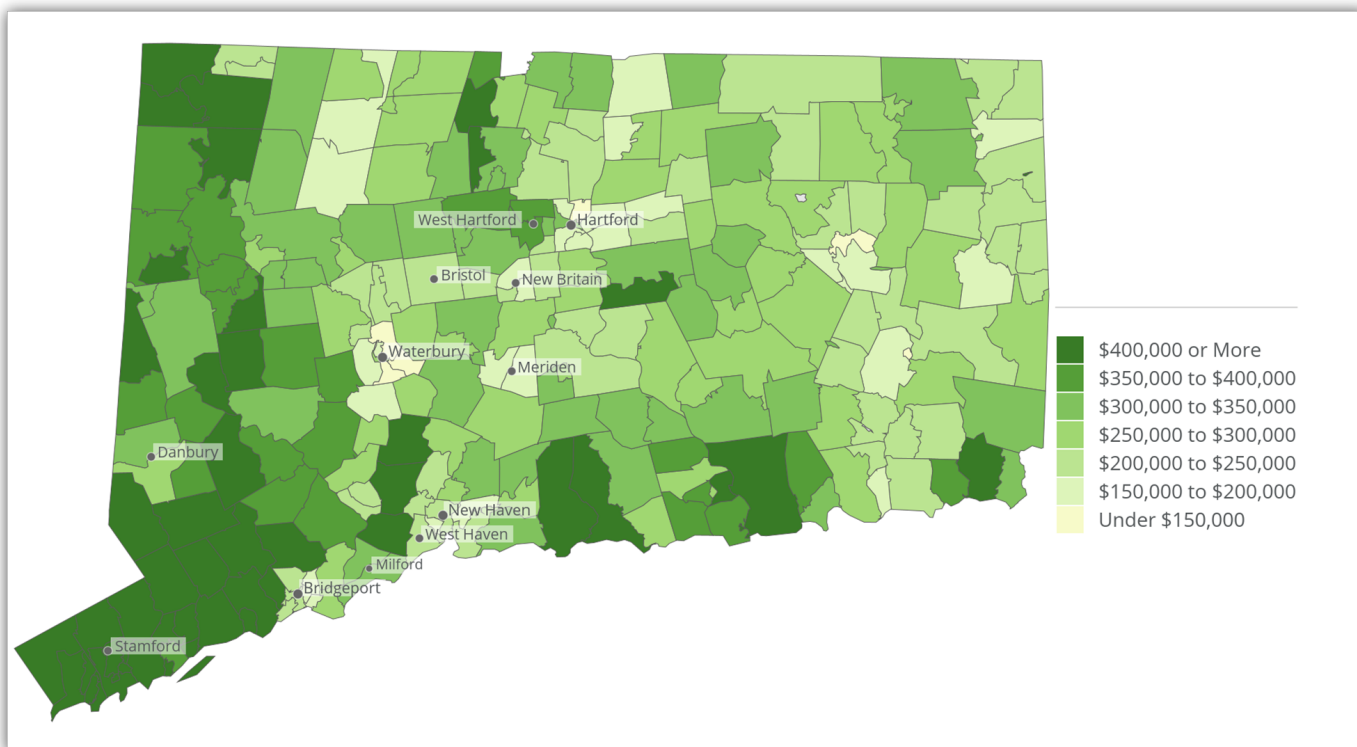 West Hartford
Hartford
Bristol
New Britain
Waterbury
Meriden
Danbury
New Haven
West Haven
Milford
Bridgeport
Stamford
$400,000 or More
$350,000 to $400,000
$300,000 to $350,000
$250,000 to $300,000
$200,000 to $250,000
$150,000 to $200,000
Under $150,000